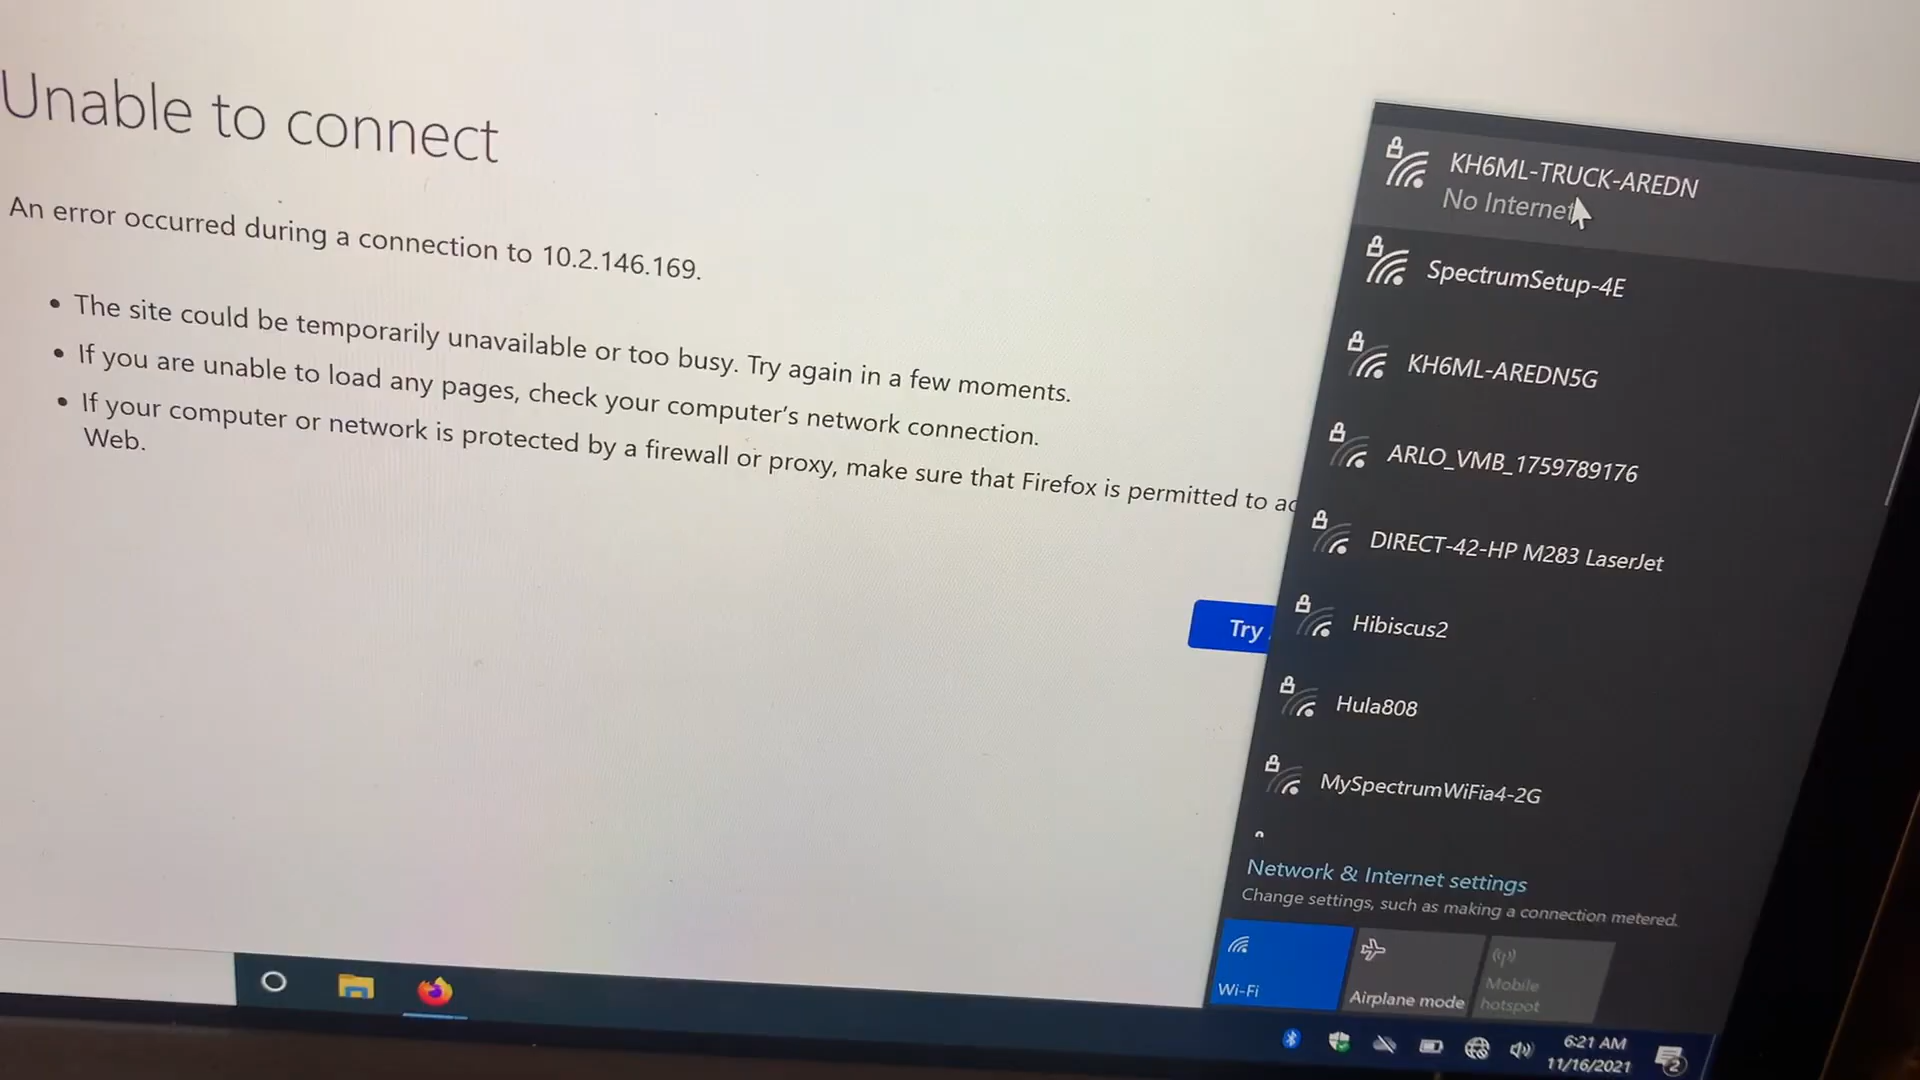 Unable to connect
An error occurred during a connection to 10.2.146.169.
• The site could be temporarily unavailable or too busy. Try again in a few moments.
• If you are unable to load any pages, check your computer's network connection.
• If your computer or network is protected by a firewall or proxy, make sure that Firefox is permitted to ac
Web.
Try
KH6ML-TRUCK-AREDN
No Internet
SpectrumSetup-4E
KH6ML-AREDN5G
ARLO_VMB_1759789176
DIRECT-42-HP M283 LaserJet
Hibiscus2
Hula808
MySpectrumWiFia4-2G
Network & Internet settings
Change settings, such as making a connection metered.
Wi-Fi
Airplane mode
Mobile
hotspot
6:21 AM
11/16/2021
2